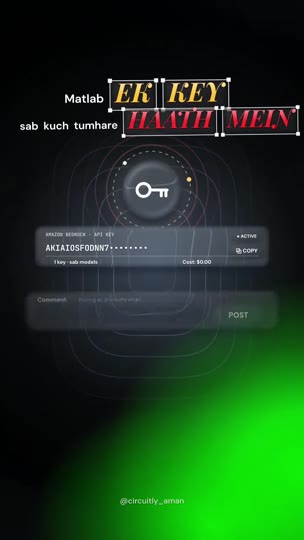 Matlab EK KEY
sab kuch tumhare HAATH MEIN
AMAZON BEDROCK · API KEY
● ACTIVE
AKIAIOSFODNN7••••••••
COPY
1 key · sab models
Cost: $0.00
Comment
POST
@circuitly_aman